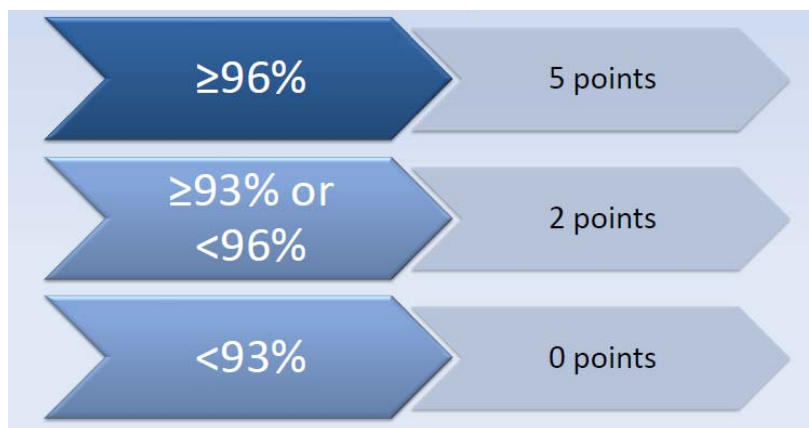 ≥96%
5 points
≥93% or
<96%
2 points
<93%
0 points